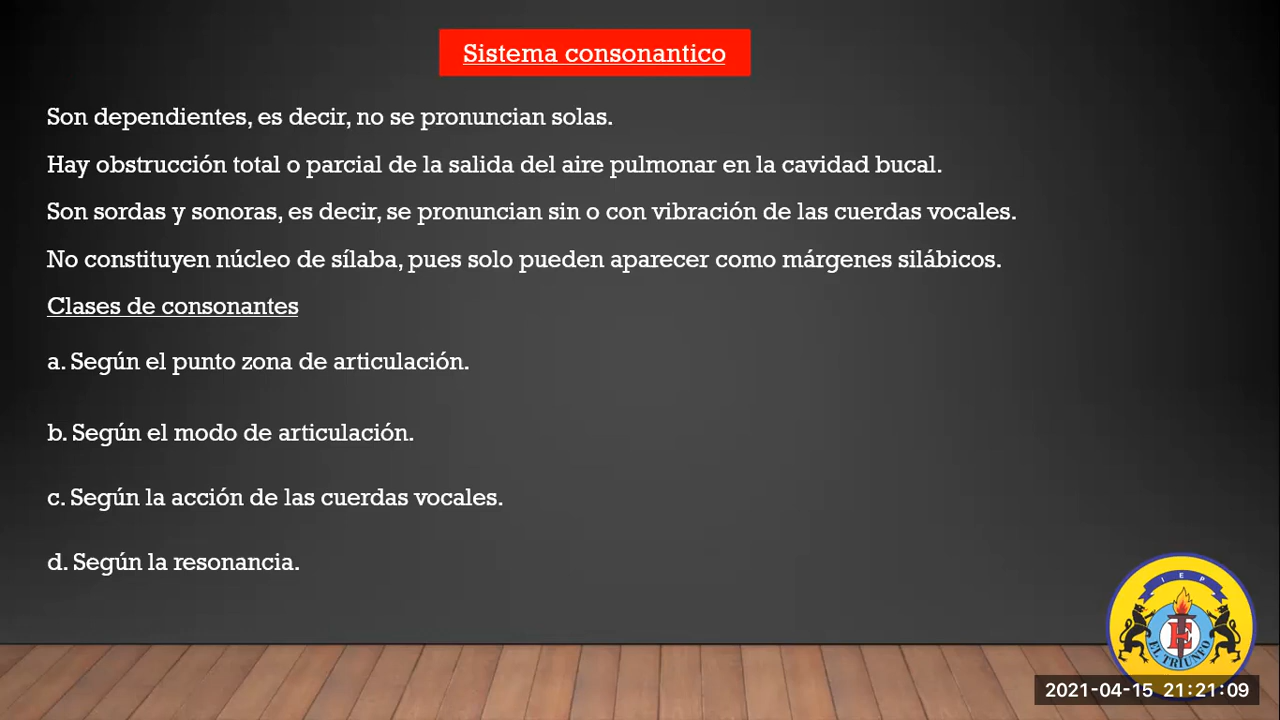 Sistema consonantico
Son dependientes, es decir, no se pronuncian solas.
Hay obstrucción total o parcial de la salida del aire pulmonar en la cavidad bucal.
Son sordas y sonoras, es decir, se pronuncian sin o con vibración de las cuerdas vocales.
No constituyen núcleo de sílaba, pues solo pueden aparecer como márgenes silábicos.
Clases de consonantes
a. Según el punto zona de articulación.
b. Según el modo de articulación.
c. Según la acción de las cuerdas vocales.
d. Según la resonancia.
I E P
E
EL TRIUNFO
2021-04-15 21:21:09